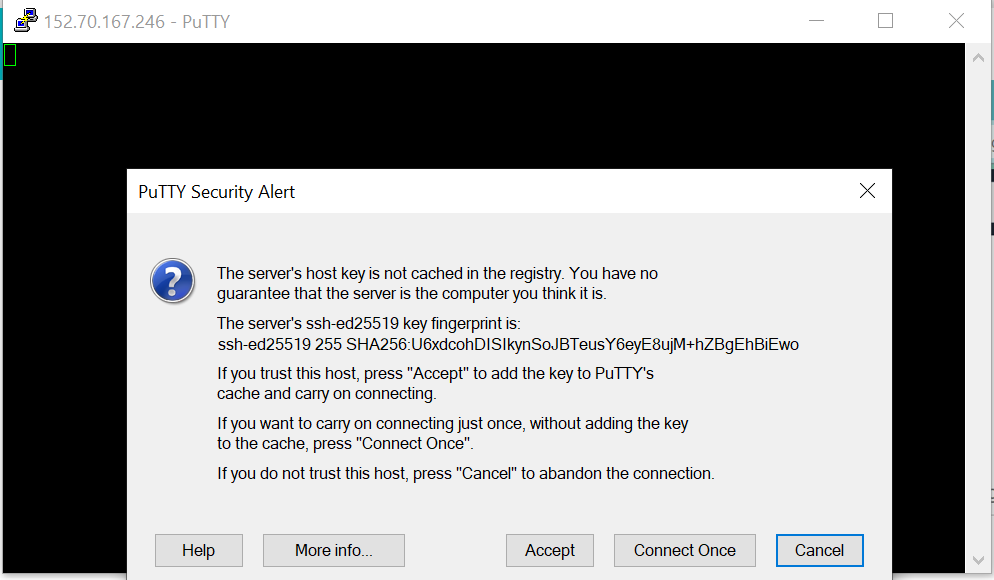 152.70.167.246 - PuTTY
PuTTY Security Alert
The server's host key is not cached in the registry. You have no
guarantee that the server is the computer you think it is.
The server's ssh-ed25519 key fingerprint is:
ssh-ed25519 255 SHA256:U6xdcohDISIkynSoJBTeusY6eyE8ujM+hZBgEhBiEwo
If you trust this host, press "Accept" to add the key to PuTTY's
cache and carry on connecting.
If you want to carry on connecting just once, without adding the key
to the cache, press "Connect Once".
If you do not trust this host, press "Cancel" to abandon the connection.
Help More info... Accept Connect Once Cancel